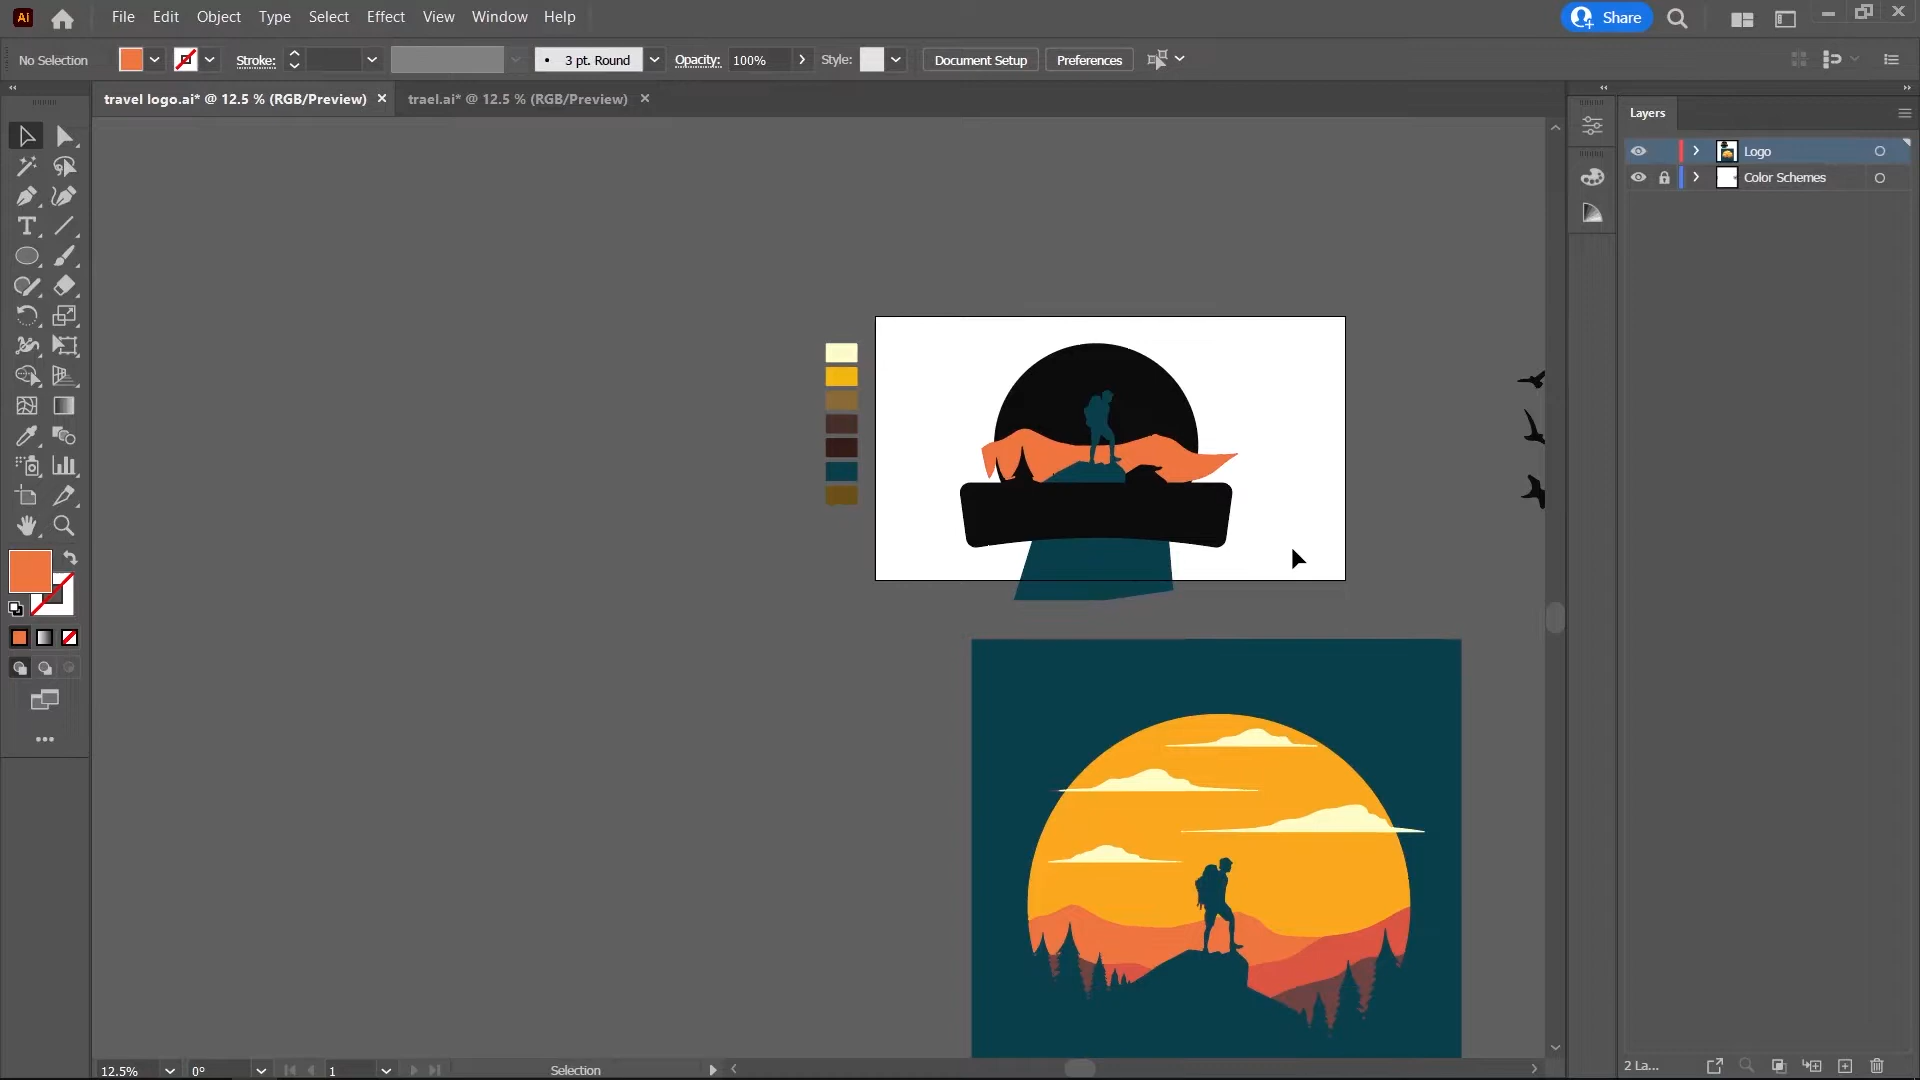 Ai File Edit Object Type Select Effect View Window Help Share
No Selection Stroke: 3 pt. Round Opacity: 100% Style: Document Setup Preferences
travel logo.ai* @ 12.5 % (RGB/Preview) trael.ai* @ 12.5 % (RGB/Preview)
Layers
Logo
Color Schemes
12.5% 0° 1 Selection
2 La...